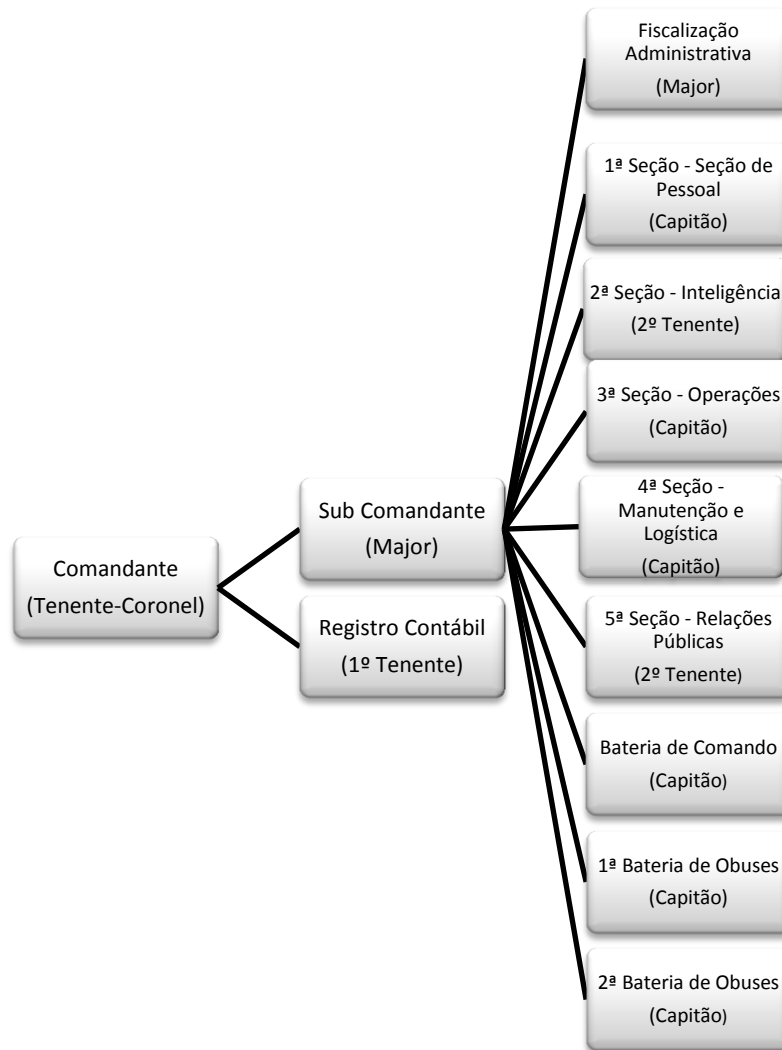 Comandante
(Tenente-Coronel)
Sub Comandante
(Major)
Registro Contábil
(1º Tenente)
Fiscalização
Administrativa
(Major)
1ª Seção - Seção de
Pessoal
(Capitão)
2ª Seção - Inteligência
(2º Tenente)
3ª Seção - Operações
(Capitão)
4ª Seção -
Manutenção e
Logística
(Capitão)
5ª Seção - Relações
Públicas
(2º Tenente)
Bateria de Comando
(Capitão)
1ª Bateria de Obuses
(Capitão)
2ª Bateria de Obuses
(Capitão)